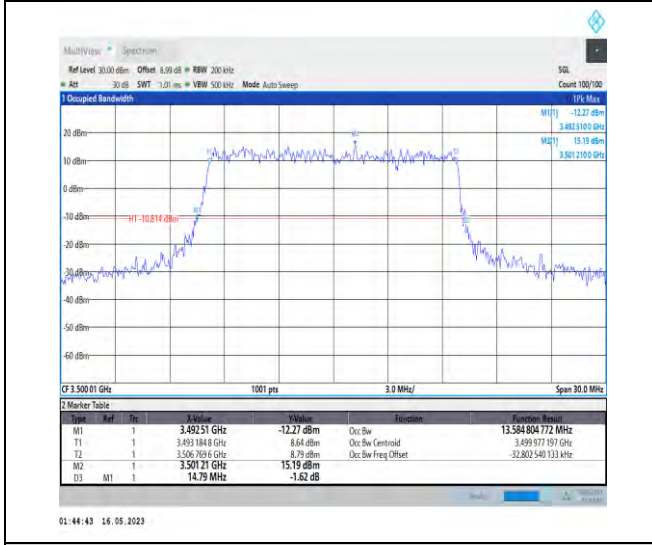 MultiView Spectrum
Ref Level 30.00 dBm Offset 8.99 dB RBW 200 kHz SGL
Att 30 dB SWT 1.01 ms VBW 500 kHz Mode Auto Sweep Count 100/100
1 Occupied Bandwidth 1Pk Max
M1[1] -12.27 dBm
3.492 510 0 GHz
M2[1] 15.19 dBm
3.501 210 0 GHz
20 dBm
M2
T1 T2
10 dBm
0 dBm
M1
-10 dBm H1 -10.814 dBm
-20 dBm
-30 dBm
-40 dBm
-50 dBm
-60 dBm
CF 3.500 01 GHz 1001 pts 3.0 MHz/ Span 30.0 MHz
2 Marker Table
Type Ref Trc X-Value Y-Value Function Function Result
M1 1 3.492 51 GHz -12.27 dBm Occ Bw 13.584 804 772 MHz
T1 1 3.493 184 8 GHz 8.64 dBm Occ Bw Centroid 3.499 977 197 GHz
T2 1 3.506 769 6 GHz 8.79 dBm Occ Bw Freq Offset -32.802 540 133 kHz
M2 1 3.501 21 GHz 15.19 dBm
D3 M1 1 14.79 MHz -1.62 dB
01:44:43 16.05.2023